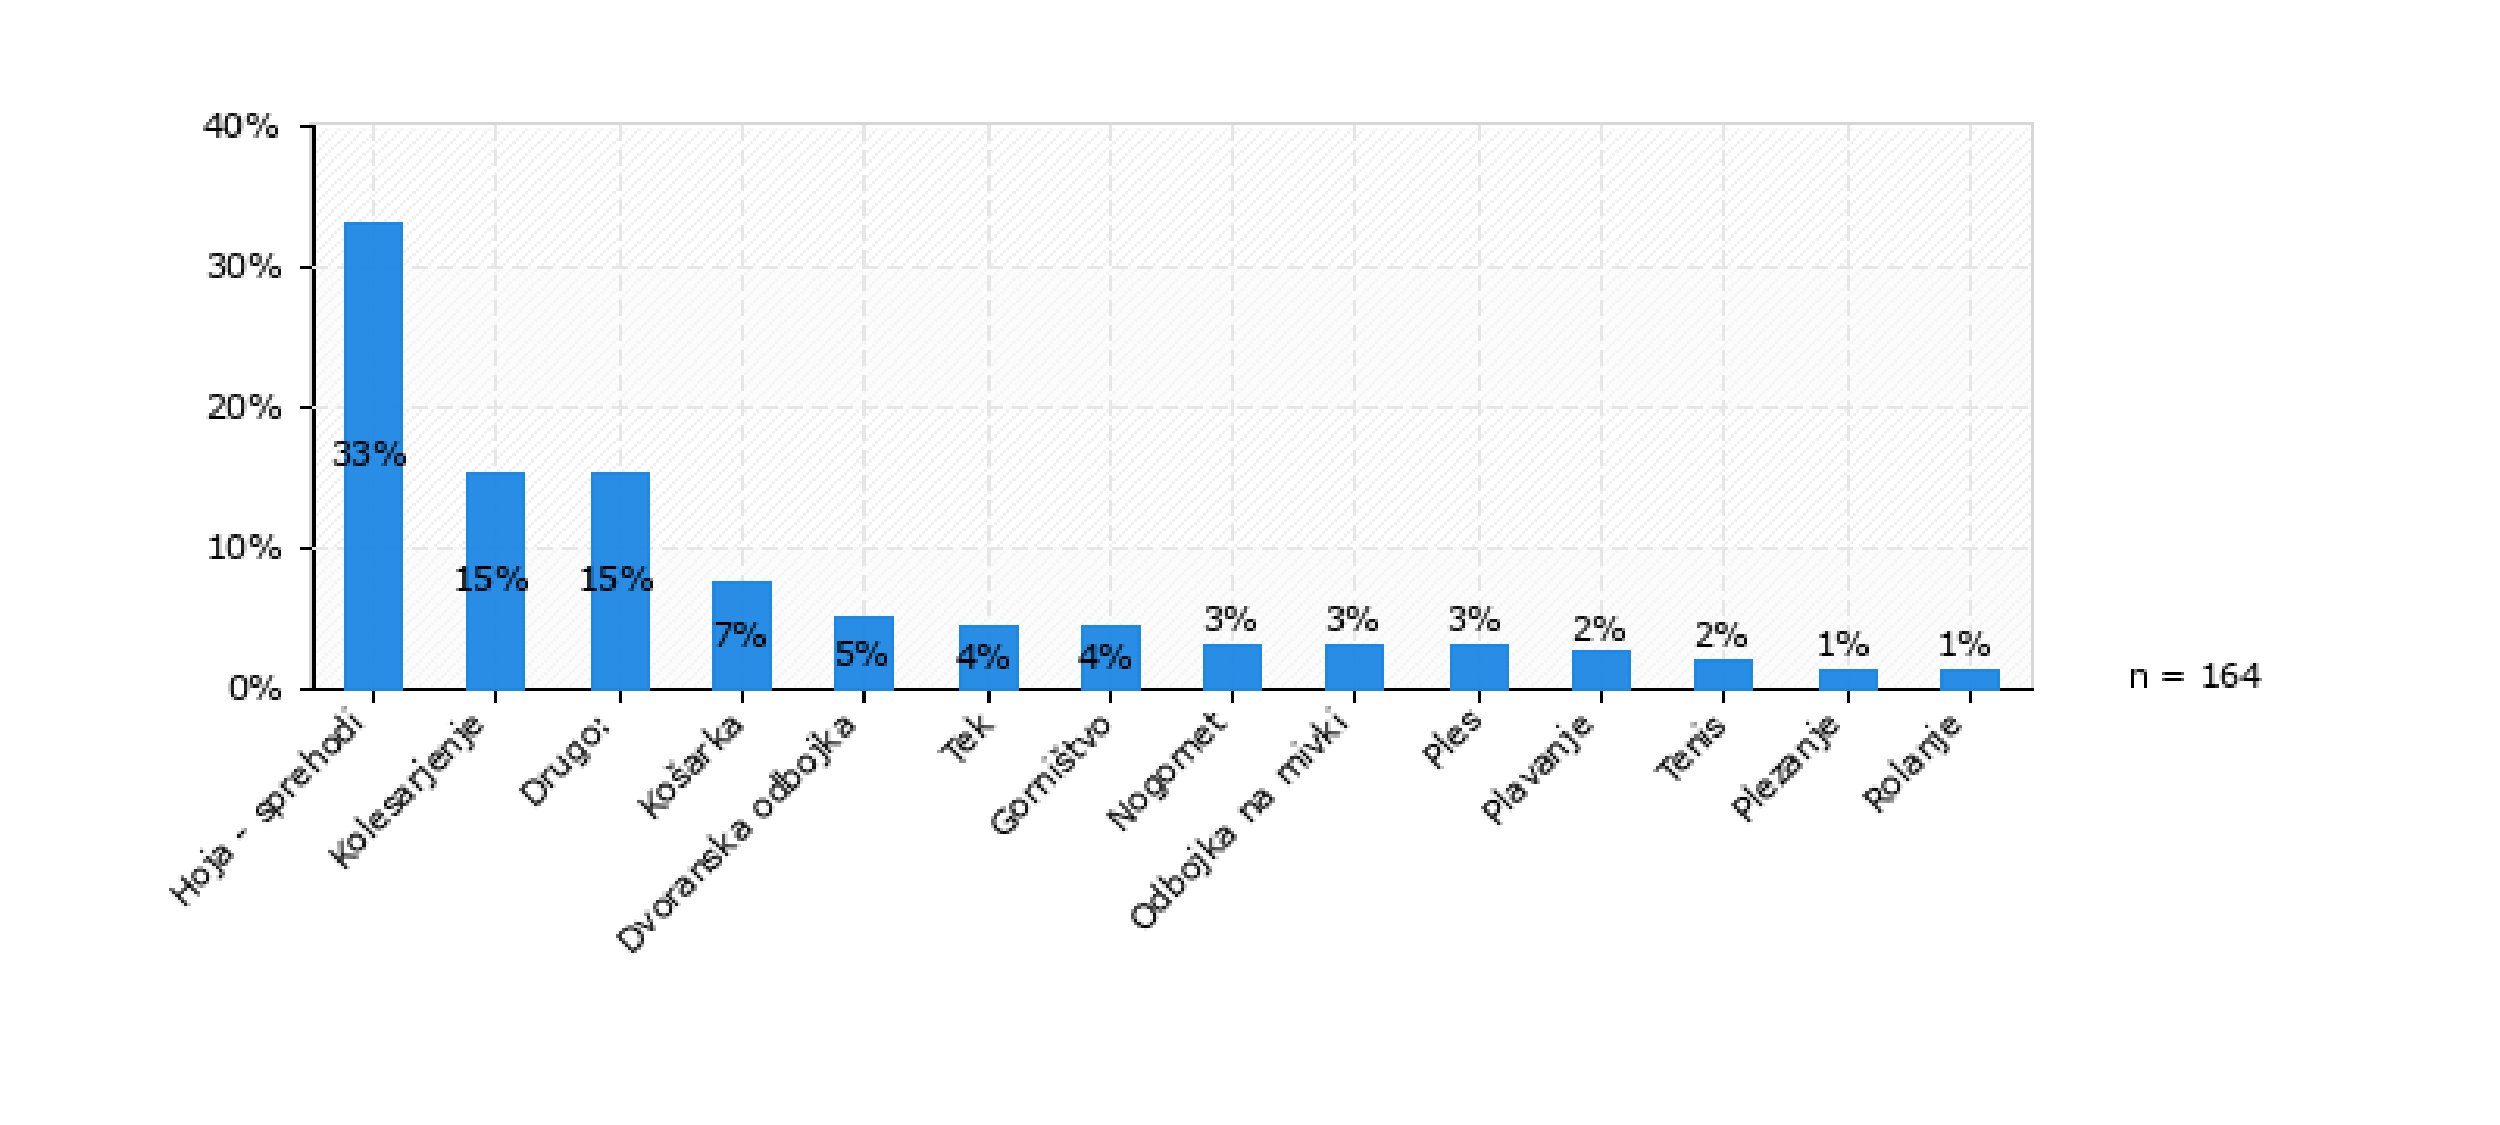 40%
30%
20%
10%
0%
33%
15%
15%
7%
5%
4%
4%
3%
3%
3%
2%
2%
1%
1%
n = 164
Hoja - sprehodi
Kolesarjenje
Drugo:
Košarka
Dvoranska odbojka
Tek
Gorništvo
Nogomet
Odbojka na mivki
Ples
Plavanje
Tenis
Plezanje
Rolanje